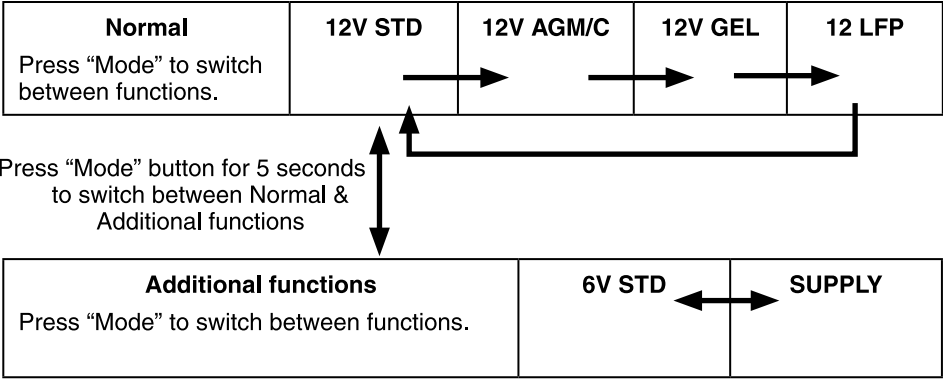 Normal
Press “Mode” to switch
between functions.
12V STD
12V AGM/C
12V GEL
12 LFP
Press “Mode” button for 5 seconds
to switch between Normal &
Additional functions
Additional functions
Press “Mode” to switch between functions.
6V STD
SUPPLY